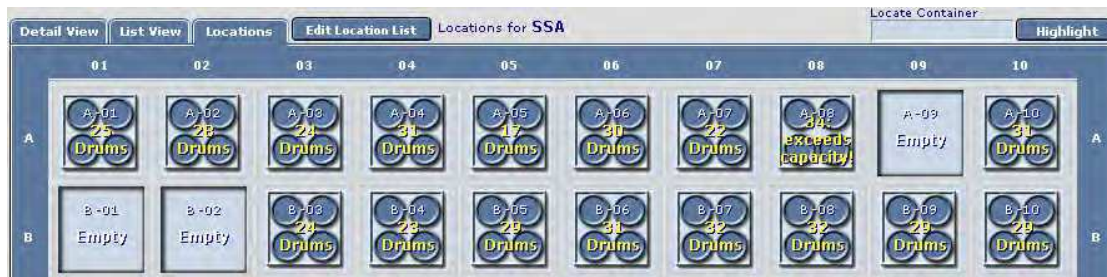 Locate Container
Detail View List View Locations Edit Location List Locations for SSA Highlight
01 02 03 04 05 06 07 08 09 10
A-01 A-02 A-03 A-04 A-05 A-06 A-07 A-08 A-09 A-10
25 28 24 31 17 30 22 34: Empty 31
A Drums Drums Drums Drums Drums Drums Drums exceeds Drums A
capacity!
B-01 B-02 B-03 B-04 B-05 B-06 B-07 B-08 B-09 B-10
Empty Empty 24 23 29 31 32 32 29 29
B Drums Drums Drums Drums Drums Drums Drums Drums B